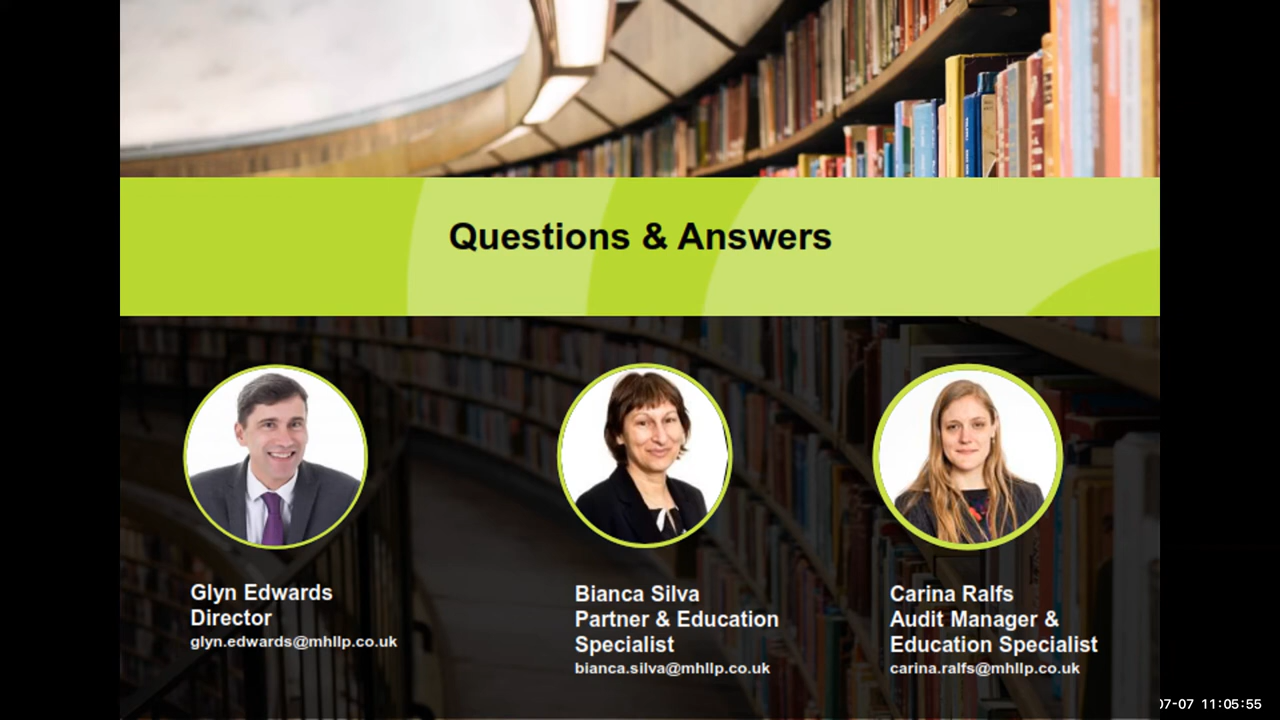 Questions & Answers
Glyn Edwards
Director
glyn.edwards@mhllp.co.uk
Bianca Silva
Partner & Education
Specialist
bianca.silva@mhllp.co.uk
Carina Ralfs
Audit Manager &
Education Specialist
carina.ralfs@mhllp.co.uk
07-07 11:05:55